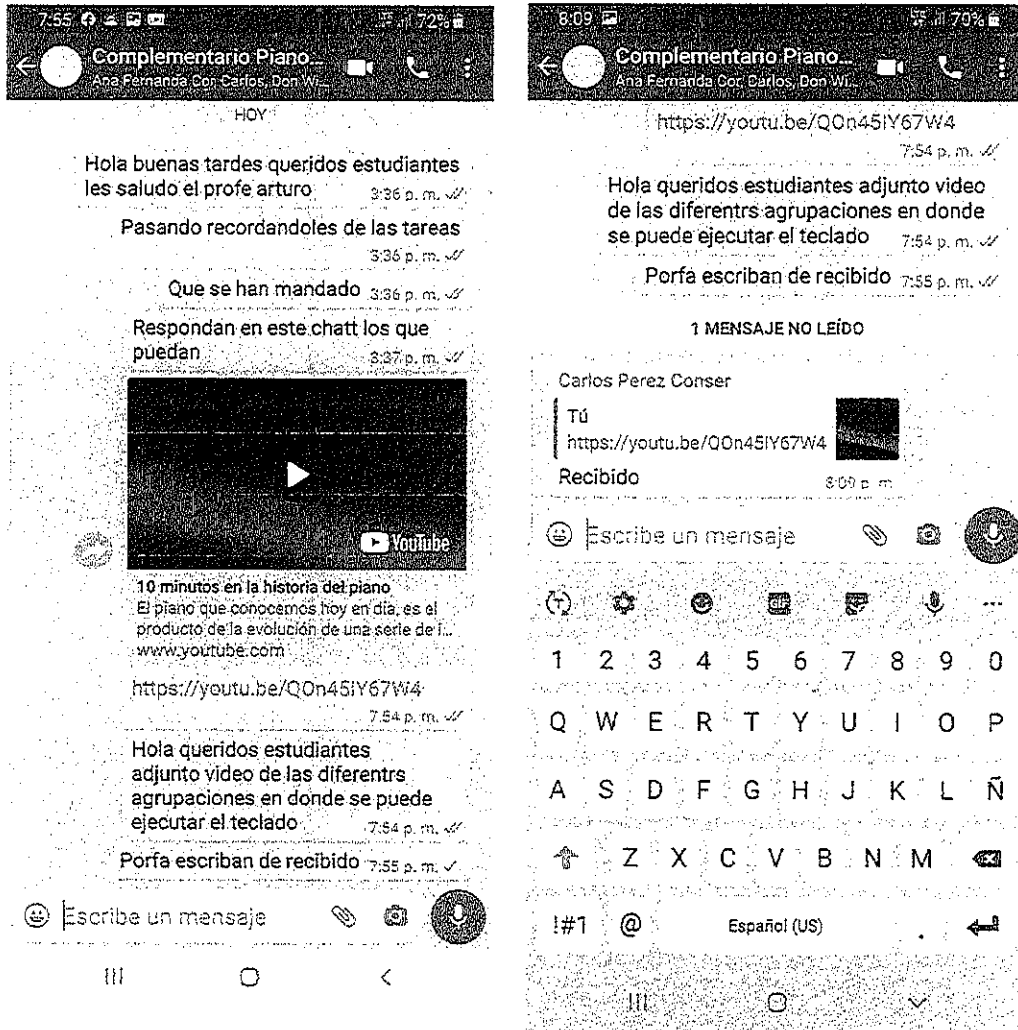 7:55 72%
Complementario Piano...
Ana Fernanda Cor, Carlos, Don Wi...
HOY
Hola buenas tardes queridos estudiantes
les saludo el profe arturo 3:36 p. m.
Pasando recordandoles de las tareas
3:36 p. m.
Que se han mandado 3:36 p. m.
Respondan en este chatt los que
puedan 3:37 p. m.
YouTube
10 minutos en la historia del piano
El piano que conocemos hoy en día, es el
producto de la evolución de una serie de i...
www.youtube.com
https://youtu.be/QOn45IY67W4
7:54 p. m.
Hola queridos estudiantes
adjunto video de las diferentrs
agrupaciones en donde se puede
ejecutar el teclado 7:54 p. m.
Porfa escriban de recibido 7:55 p. m.
Escribe un mensaje
8:09 70%
Complementario Piano...
Ana Fernanda Cor, Carlos, Don Wi...
https://youtu.be/QOn45IY67W4
7:54 p. m.
Hola queridos estudiantes adjunto video
de las diferentrs agrupaciones en donde
se puede ejecutar el teclado 7:54 p. m.
Porfa escriban de recibido 7:55 p. m.
1 MENSAJE NO LEÍDO
Carlos Perez Conser
Tú
https://youtu.be/QOn45IY67W4
Recibido 8:09 p. m.
Escribe un mensaje
GIF
1 2 3 4 5 6 7 8 9 0
Q W E R T Y U I O P
A S D F G H J K L Ñ
Z X C V B N M
!#1 @ Español (US) .